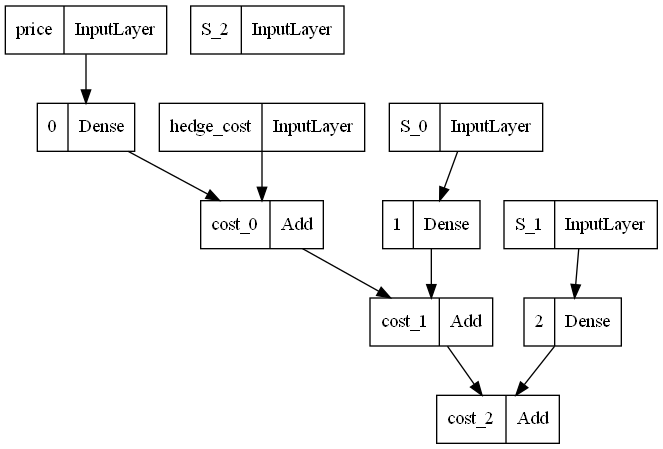 price InputLayer
S_2 InputLayer
0 Dense
hedge_cost InputLayer
S_0 InputLayer
cost_0 Add
1 Dense
S_1 InputLayer
cost_1 Add
2 Dense
cost_2 Add